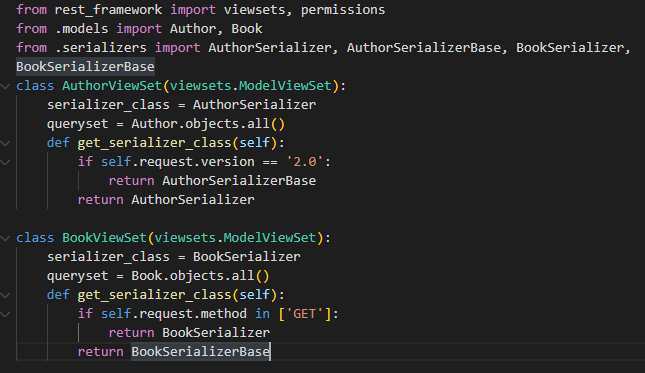 from rest_framework import viewsets, permissions
from .models import Author, Book
from .serializers import AuthorSerializer, AuthorSerializerBase, BookSerializer,
BookSerializerBase
class AuthorViewSet(viewsets.ModelViewSet):
    serializer_class = AuthorSerializer
    queryset = Author.objects.all()
    def get_serializer_class(self):
        if self.request.version == '2.0':
            return AuthorSerializerBase
        return AuthorSerializer

class BookViewSet(viewsets.ModelViewSet):
    serializer_class = BookSerializer
    queryset = Book.objects.all()
    def get_serializer_class(self):
        if self.request.method in ['GET']:
            return BookSerializer
        return BookSerializerBase